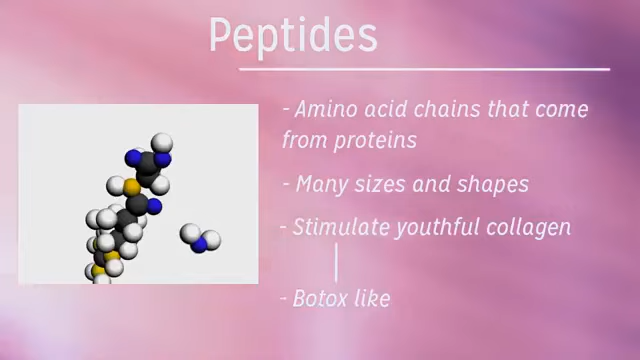 Peptides
- Amino acid chains that come
from proteins
- Many sizes and shapes
- Stimulate youthful collagen
- Botox like